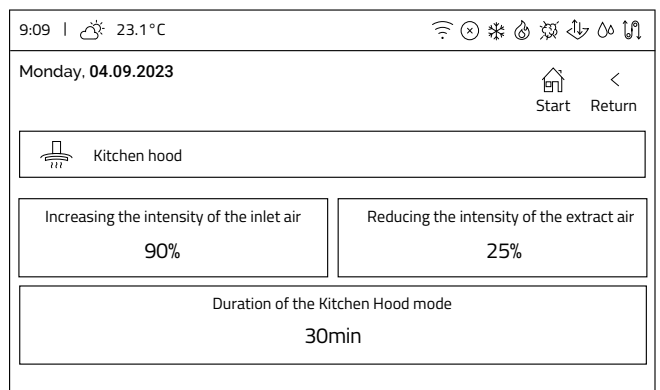 9:09 | 23.1°C
Monday, 04.09.2023
Start Return
Kitchen hood
Increasing the intensity of the inlet air
90%
Reducing the intensity of the extract air
25%
Duration of the Kitchen Hood mode
30min